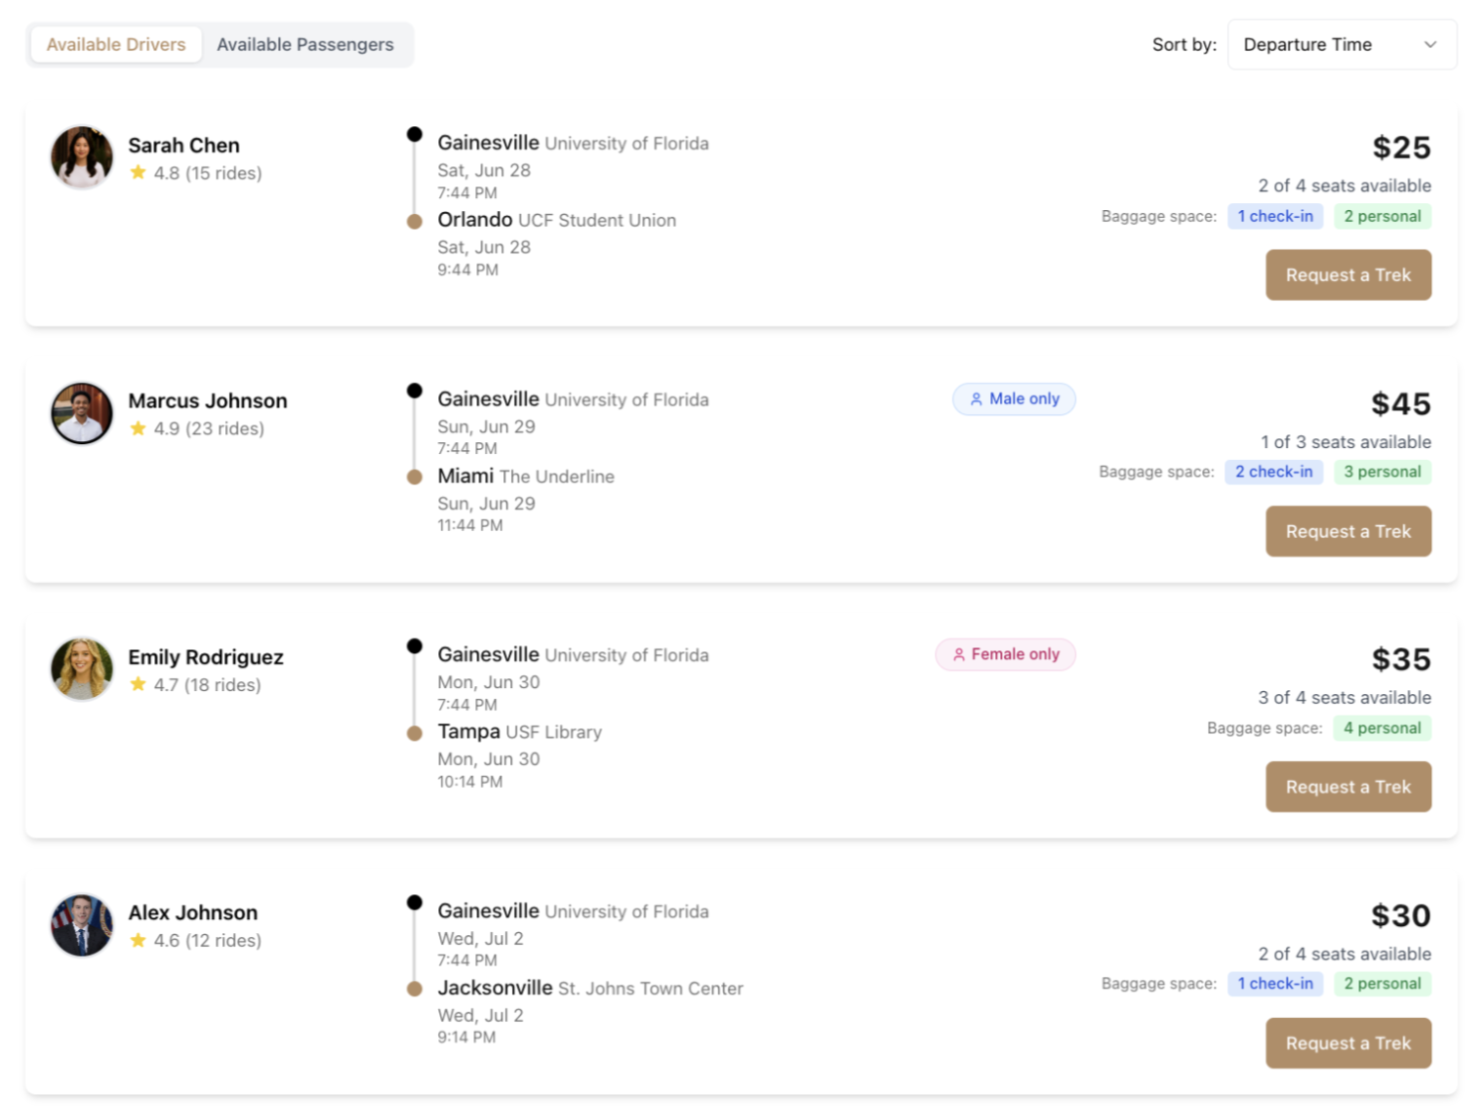 Available Drivers Available Passengers Sort by: Departure Time
Sarah Chen
4.8 (15 rides)
Gainesville University of Florida
Sat, Jun 28
7:44 PM
Orlando UCF Student Union
Sat, Jun 28
9:44 PM
$25
2 of 4 seats available
Baggage space: 1 check-in 2 personal
Request a Trek
Marcus Johnson
4.9 (23 rides)
Gainesville University of Florida
Sun, Jun 29
7:44 PM
Miami The Underline
Sun, Jun 29
11:44 PM
Male only
$45
1 of 3 seats available
Baggage space: 2 check-in 3 personal
Request a Trek
Emily Rodriguez
4.7 (18 rides)
Gainesville University of Florida
Mon, Jun 30
7:44 PM
Tampa USF Library
Mon, Jun 30
10:14 PM
Female only
$35
3 of 4 seats available
Baggage space: 4 personal
Request a Trek
Alex Johnson
4.6 (12 rides)
Gainesville University of Florida
Wed, Jul 2
7:44 PM
Jacksonville St. Johns Town Center
Wed, Jul 2
9:14 PM
$30
2 of 4 seats available
Baggage space: 1 check-in 2 personal
Request a Trek